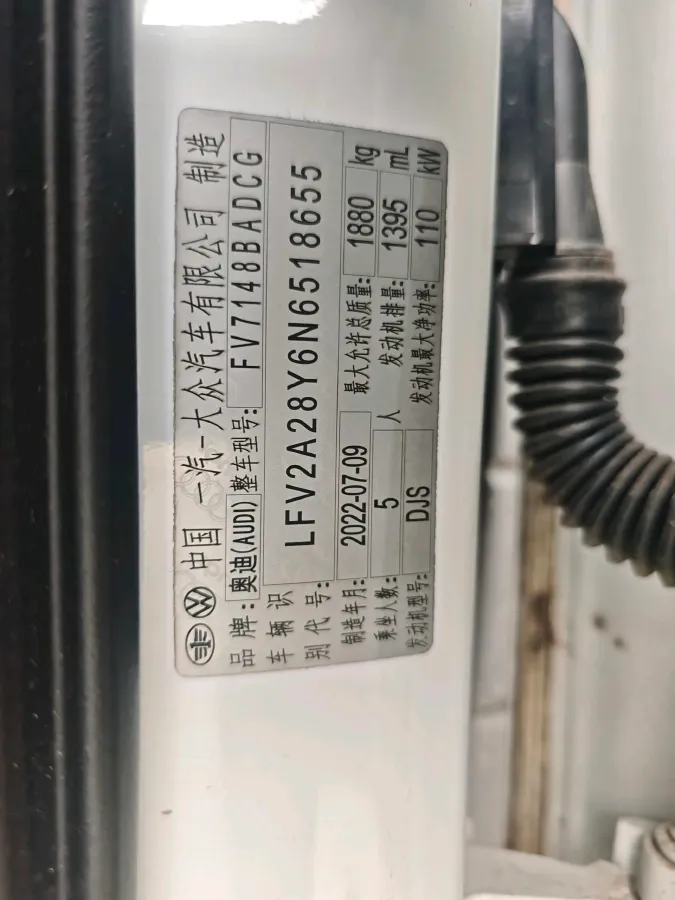 中国 一汽-大众汽车有限公司 制造
品牌: 奥迪(AUDI) 整车型号: FV7148BADCG
车辆识别代号: LFV2A28Y6N6518655
制造年月: 2022-07-09 最大允许总质量: 1880 kg
乘坐人数: 5 人 发动机排量: 1395 mL
发动机型号: DJS 发动机最大净功率: 110 kW